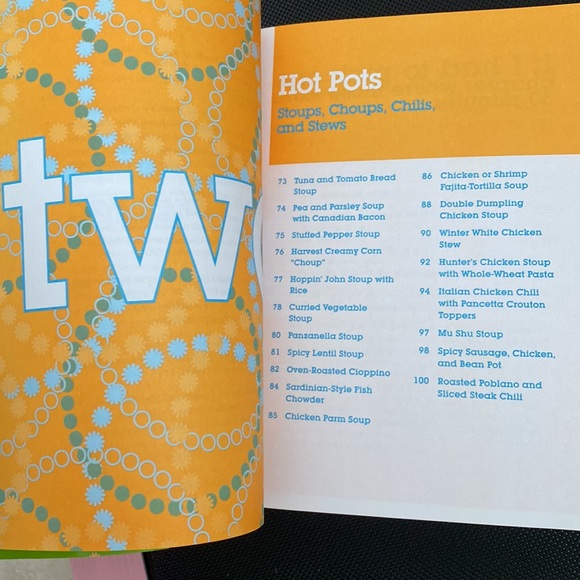 tw
Hot Pots
Stoups, Choups, Chilis,
and Stews
73 Tuna and Tomato Bread
Stoup
74 Pea and Parsley Soup
with Canadian Bacon
75 Stuffed Pepper Stoup
76 Harvest Creamy Corn
"Choup"
77 Hoppin' John Stoup with
Rice
78 Curried Vegetable
Stoup
80 Panzanella Stoup
81 Spicy Lentil Stoup
82 Oven-Roasted Cioppino
84 Sardinian-Style Fish
Chowder
85 Chicken Parm Soup
86 Chicken or Shrimp
Fajita-Tortilla Soup
88 Double Dumpling
Chicken Stoup
90 Winter White Chicken
Stew
92 Hunter's Chicken Stoup
with Whole-Wheat Pasta
94 Italian Chicken Chili
with Pancetta Crouton
Toppers
97 Mu Shu Stoup
98 Spicy Sausage, Chicken,
and Bean Pot
100 Roasted Poblano and
Sliced Steak Chili